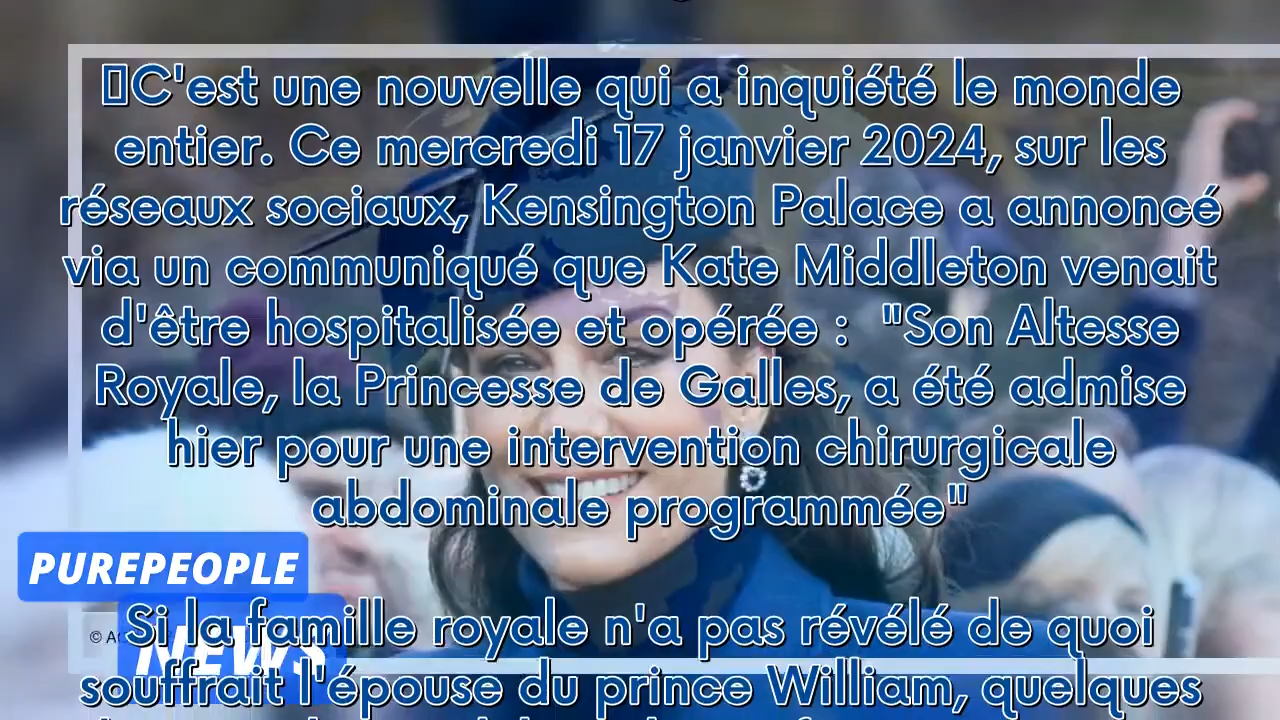 C'est une nouvelle qui a inquiété le monde
entier. Ce mercredi 17 janvier 2024, sur les
réseaux sociaux, Kensington Palace a annoncé
via un communiqué que Kate Middleton venait
d'être hospitalisée et opérée : "Son Altesse
Royale, la Princesse de Galles, a été admise
hier pour une intervention chirurgicale
abdominale programmée"
PUREPEOPLE
NEWS
©
Si la famille royale n'a pas révélé de quoi
souffrait l'épouse du prince William, quelques